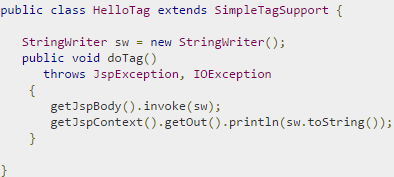 public class HelloTag extends SimpleTagSupport {
StringWriter sw = new StringWriter();
public void doTag()
throws JspException, IOException
{
getJspBody().invoke(sw);
getJspContext().getOut().println(sw.toString());
}
}